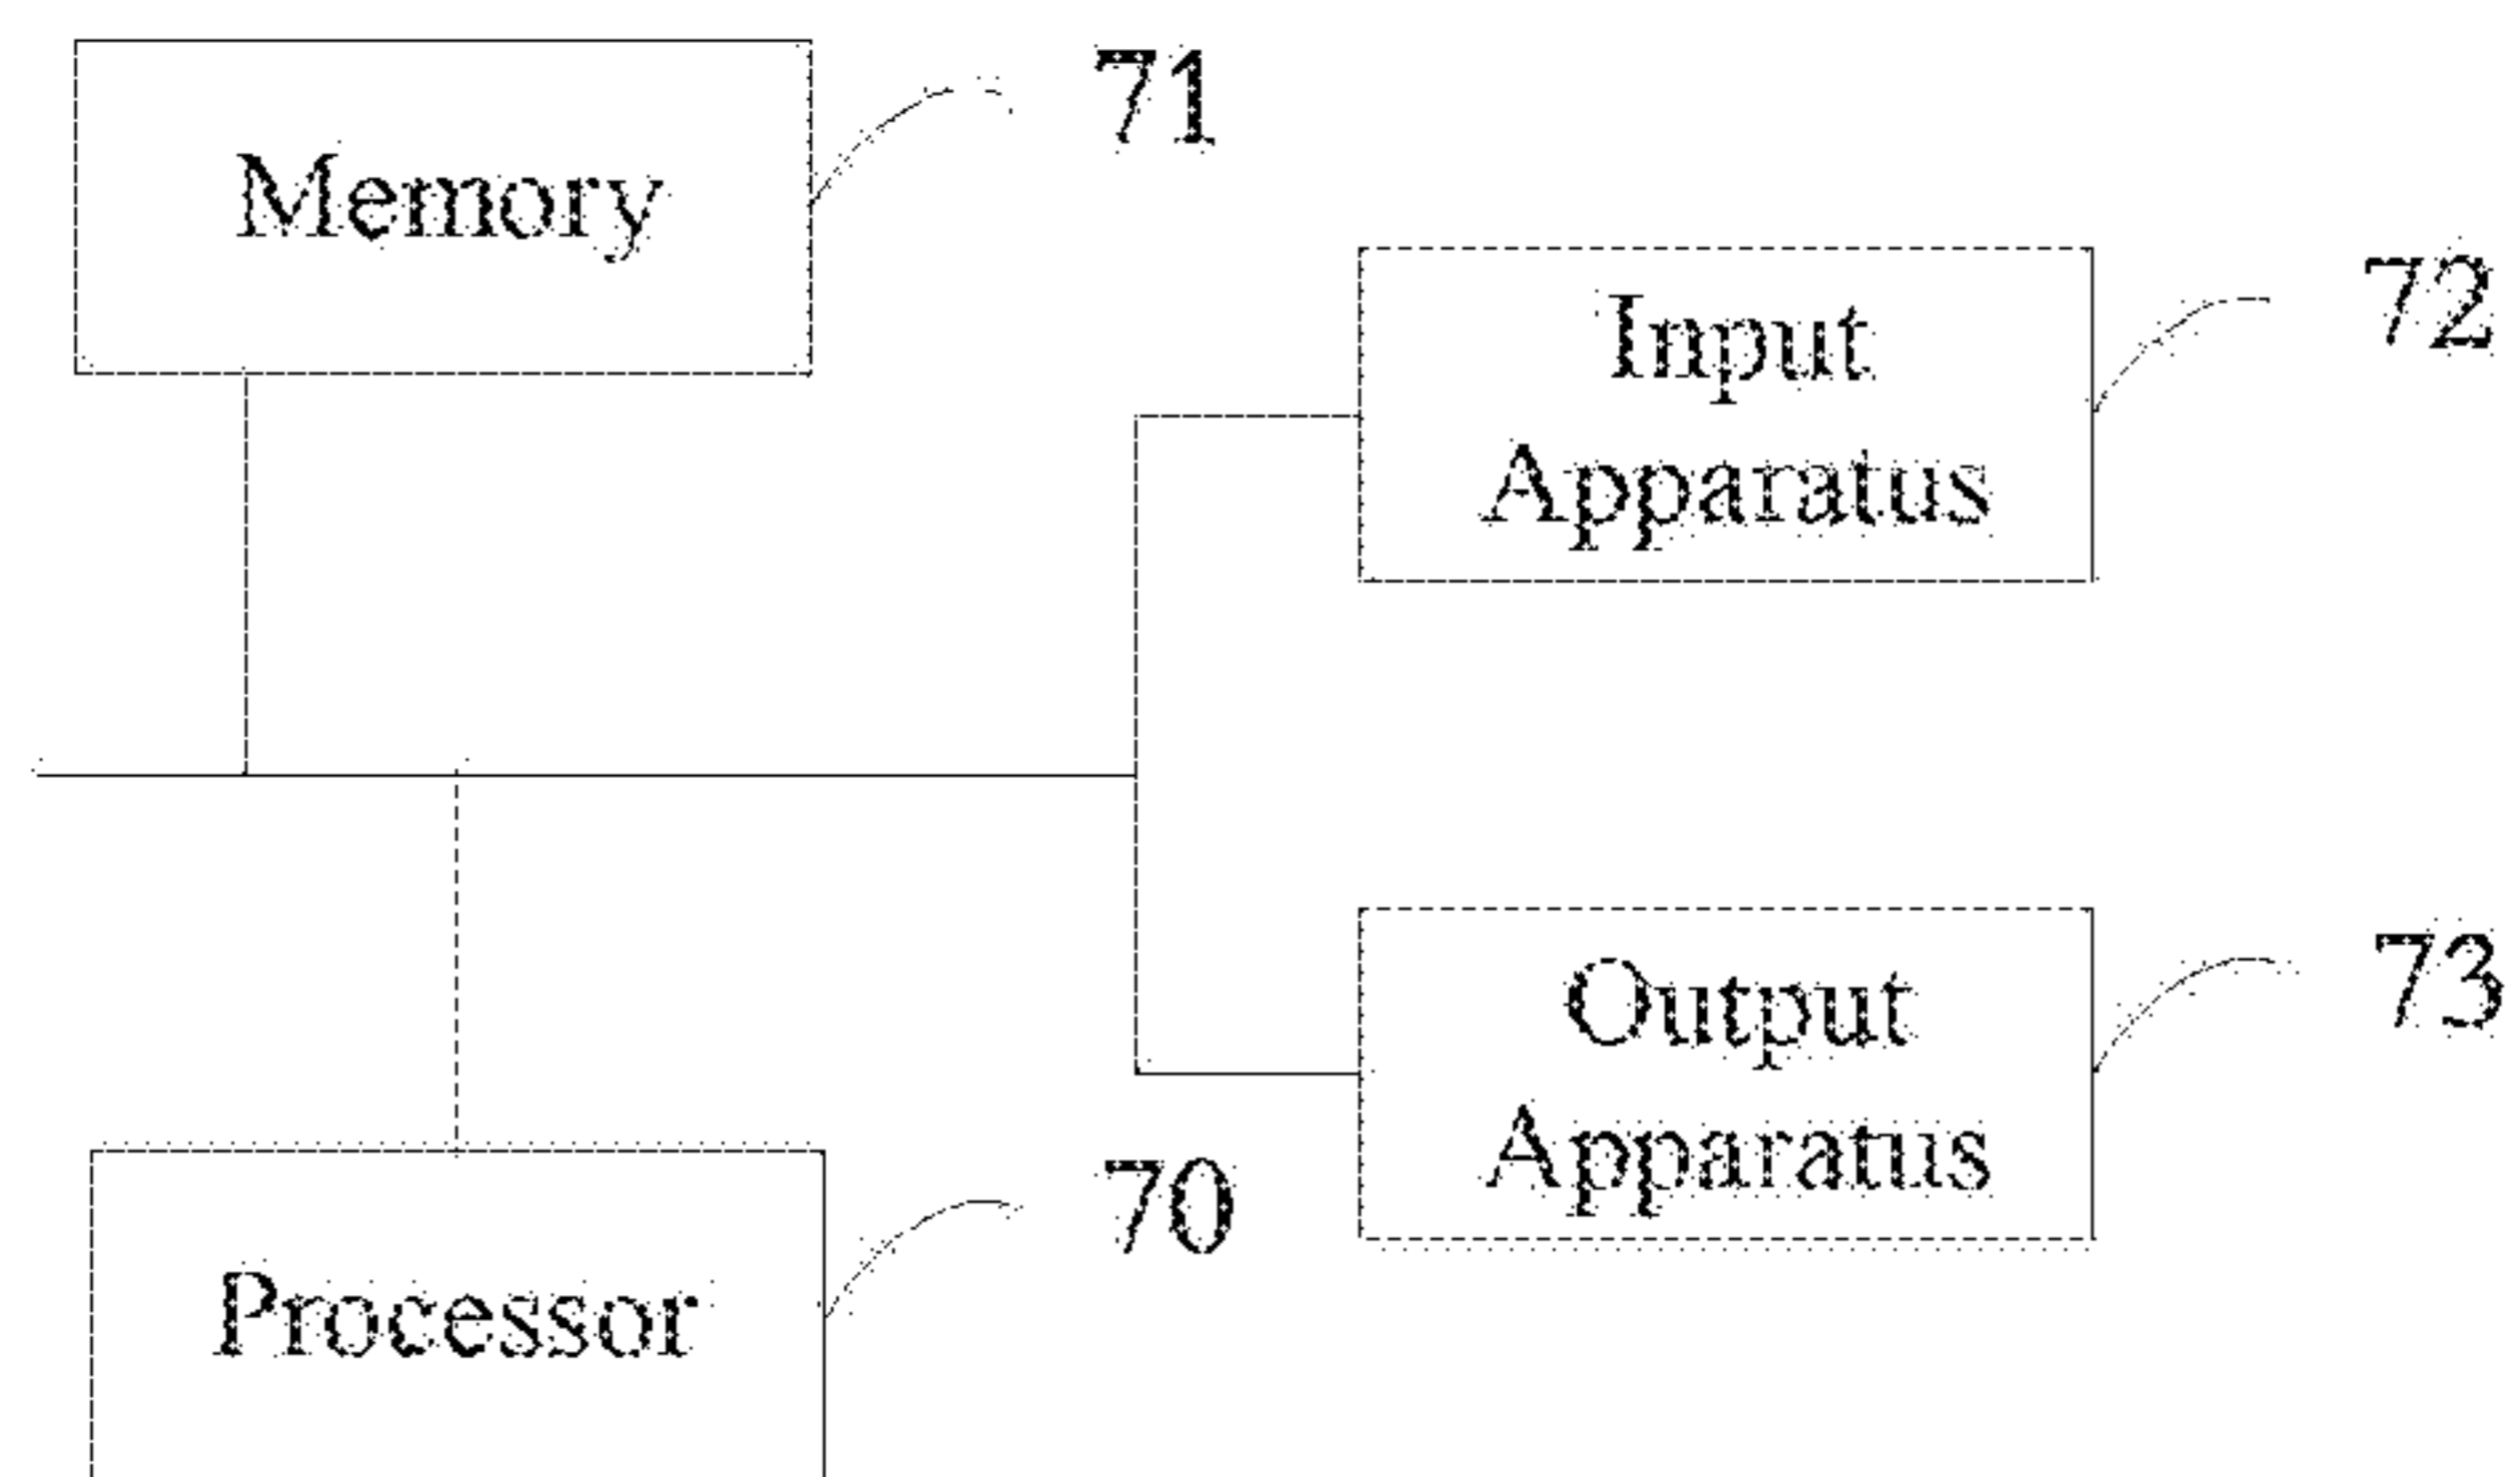 Memory
71
Input
Apparatus
72
Output
Apparatus
73
Processor
70